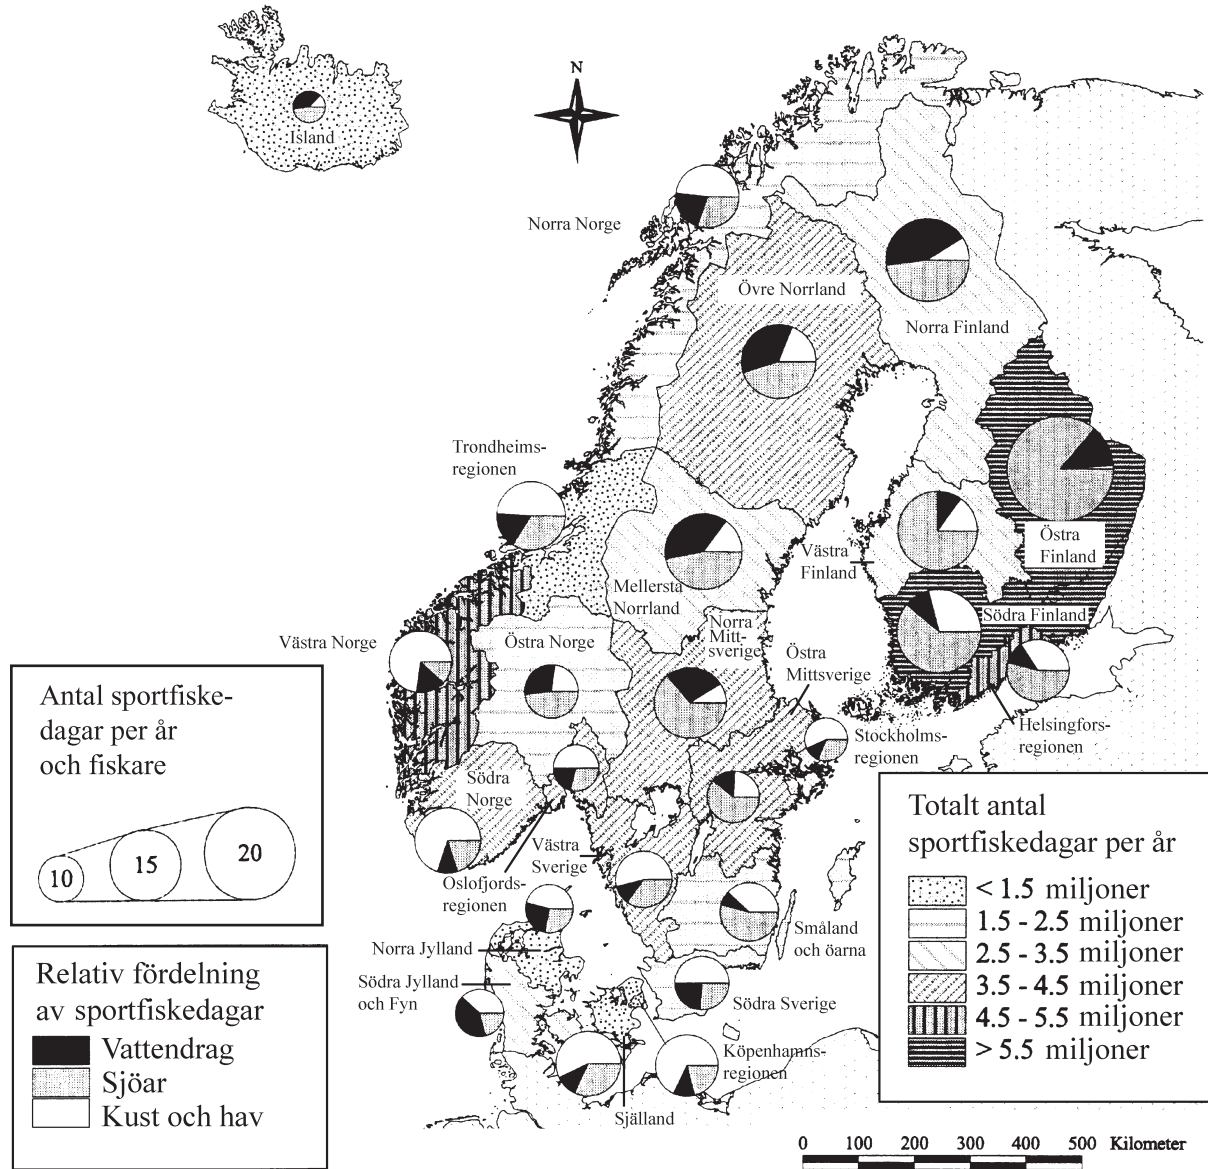 N
Island
Norra Norge
Övre Norrland
Norra Finland
Trondheims-
regionen
Västra
Finland
Östra
Finland
Mellersta
Norrland
Norra
Mitt-
sverige
Södra Finland
Västra Norge
Östra Norge
Östra
Mittsverige
Stockholms-
regionen
Helsingfors-
regionen
Södra
Norge
Västra
Sverige
Oslofjords-
regionen
Norra Jylland
Södra Jylland
och Fyn
Småland
och öarna
Södra Sverige
Köpenhamns-
regionen
Själland
Antal sportfiske-
dagar per år
och fiskare
10 15 20
Relativ fördelning
av sportfiskedagar
Vattendrag
Sjöar
Kust och hav
Totalt antal
sportfiskedagar per år
< 1.5 miljoner
1.5 - 2.5 miljoner
2.5 - 3.5 miljoner
3.5 - 4.5 miljoner
4.5 - 5.5 miljoner
> 5.5 miljoner
0 100 200 300 400 500 Kilometer